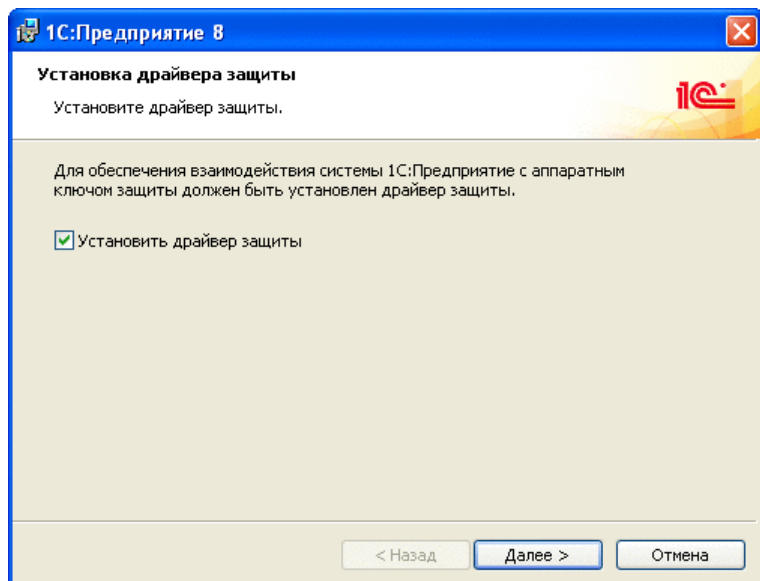 1С:Предприятие 8
Установка драйвера защиты
Установите драйвер защиты.
1С
Для обеспечения взаимодействия системы 1С:Предприятие с аппаратным
ключом защиты должен быть установлен драйвер защиты.
Установить драйвер защиты
< Назад
Далее >
Отмена